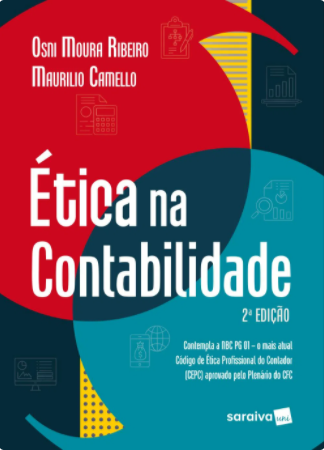 Osni Moura Ribeiro
Maurilio Camello
Ética na
Contabilidade
2ª EDIÇÃO
Contempla a NBC PG 01 – o mais atual
Código de Ética Profissional do Contador
(CEPC) aprovado pelo Plenário do CFC
saraiva uni